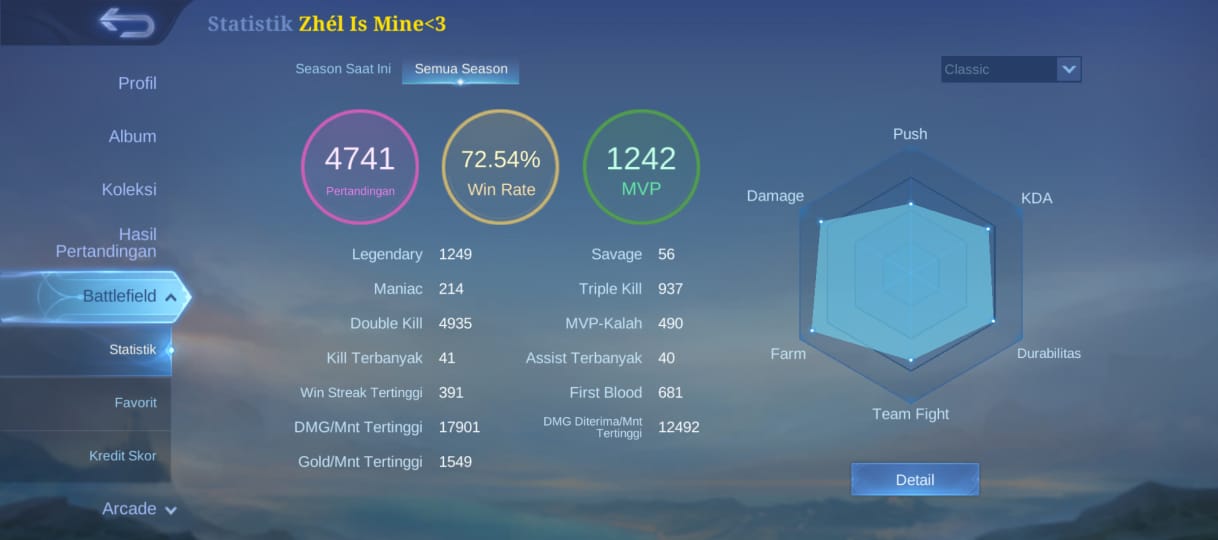 Statistik Zhél Is Mine<3
Profil
Album
Koleksi
Hasil
Pertandingan
Battlefield
Statistik
Favorit
Kredit Skor
Arcade
Season Saat Ini
Semua Season
Classic
4741
Pertandingan
72.54%
Win Rate
1242
MVP
Legendary 1249
Savage 56
Maniac 214
Triple Kill 937
Double Kill 4935
MVP-Kalah 490
Kill Terbanyak 41
Assist Terbanyak 40
Win Streak Tertinggi 391
First Blood 681
DMG/Mnt Tertinggi 17901
DMG Diterima/Mnt
Tertinggi 12492
Gold/Mnt Tertinggi 1549
Push
Damage
KDA
Farm
Durabilitas
Team Fight
Detail